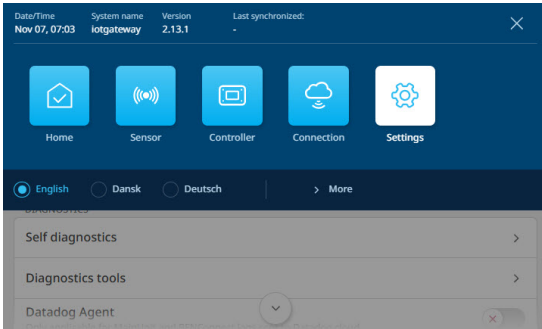 Date/Time System name Version Last synchronized:
Nov 07, 07:03 iotgateway 2.13.1 -
Home Sensor Controller Connection Settings
English Dansk Deutsch > More
DIAGNOSTICS
Self diagnostics
Diagnostics tools
Datadog Agent